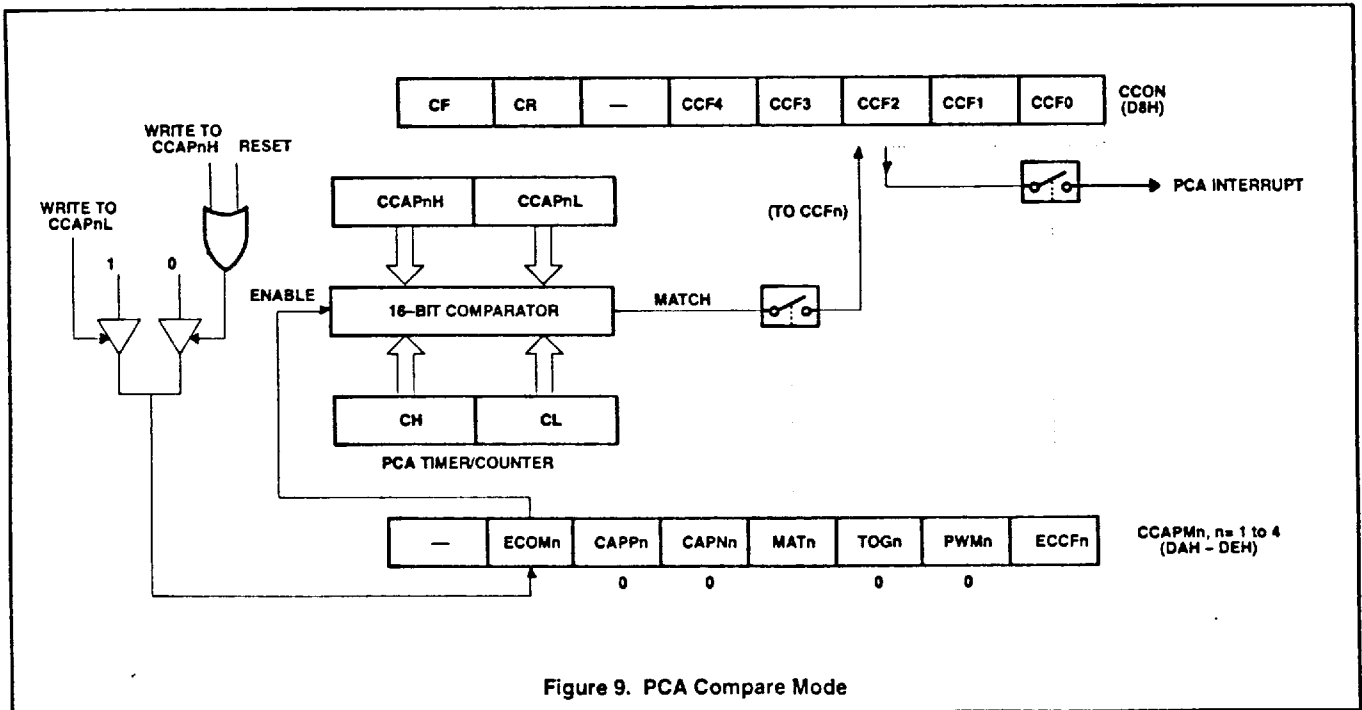 CF CR — CCF4 CCF3 CCF2 CCF1 CCF0
CCON
(D8H)
WRITE TO
CCAPnH RESET
WRITE TO
CCAPnL
1 0
CCAPnH CCAPnL
(TO CCFn)
PCA INTERRUPT
ENABLE
16–BIT COMPARATOR
MATCH
CH CL
PCA TIMER/COUNTER
— ECOMn CAPPn CAPNn MATn TOGn PWMn ECCFn
CCAPMn, n= 1 to 4
(DAH – DEH)
0 0 0 0
Figure 9. PCA Compare Mode